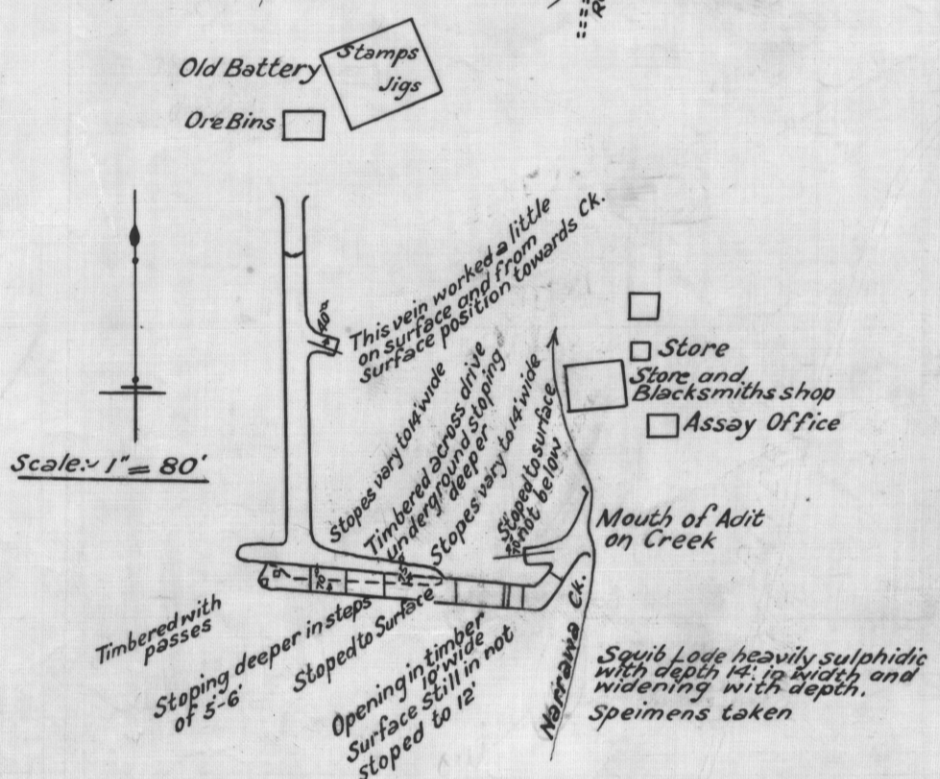 Old Battery
Stamps
Jigs
Ore Bins
This vein worked a little
on surface and from
surface position towards Ck.
Stopes vary to 14' wide
Timbered across drive
underground stoping
deeper
Stopes vary to 14' wide
Stoped to surface
not below
Store
Store and
Blacksmiths shop
Assay Office
Scale:- 1" = 80'
Mouth of Adit
on Creek
Timbered with
passes
Stoping deeper in steps
of 5-6'
Stoped to Surface
Opening in timber
10' wide
Surface still in not
stoped to 12'
Narrawa Ck.
Squib Lode heavily sulphidic
with depth 14' in width and
widening with depth.
Speimens taken